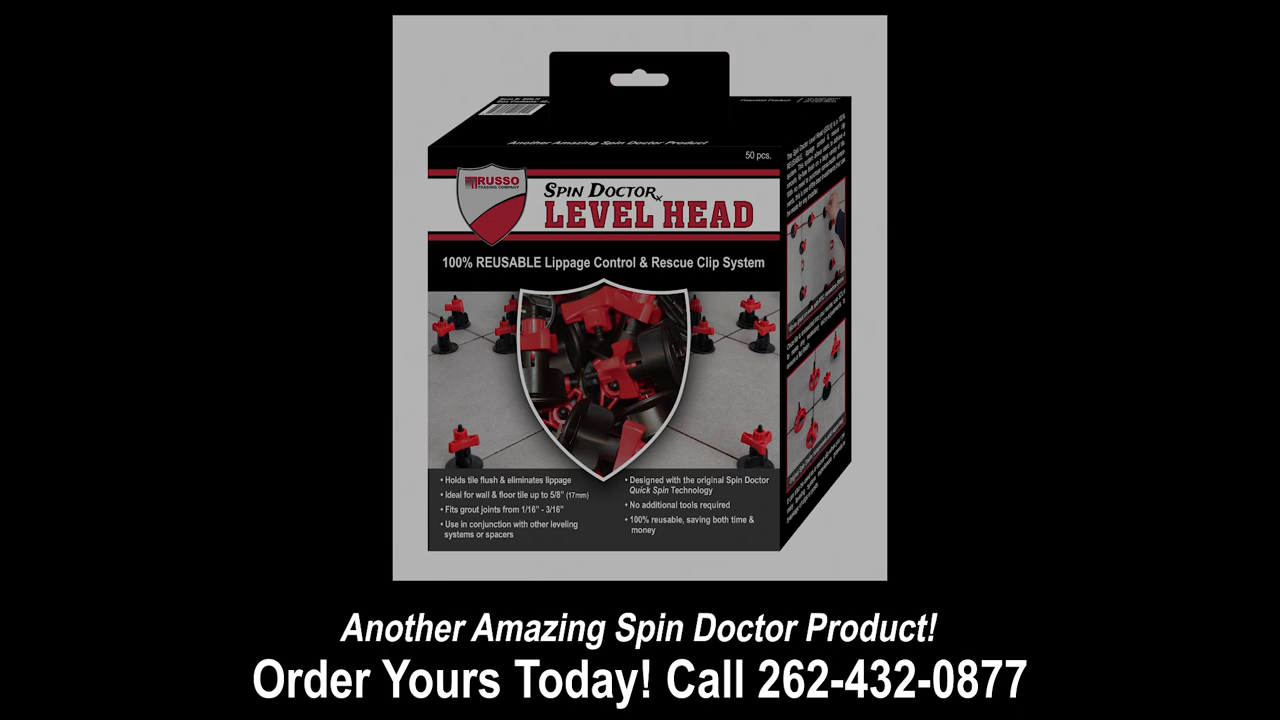 Another Amazing Spin Doctor Product
50 pcs.
RUSSO
TRADING COMPANY
SPIN DOCTOR
LEVEL HEAD
100% REUSABLE Lippage Control & Rescue Clip System
• Holds tile flush & eliminates lippage
• Ideal for wall & floor tile up to 5/8" (17mm)
• Fits grout joints from 1/16" - 3/16"
• Use in conjunction with other leveling
systems or spacers
• Designed with the original Spin Doctor
Quick Spin Technology
• No additional tools required
• 100% reusable, saving both time &
money
Another Amazing Spin Doctor Product!
Order Yours Today! Call 262-432-0877